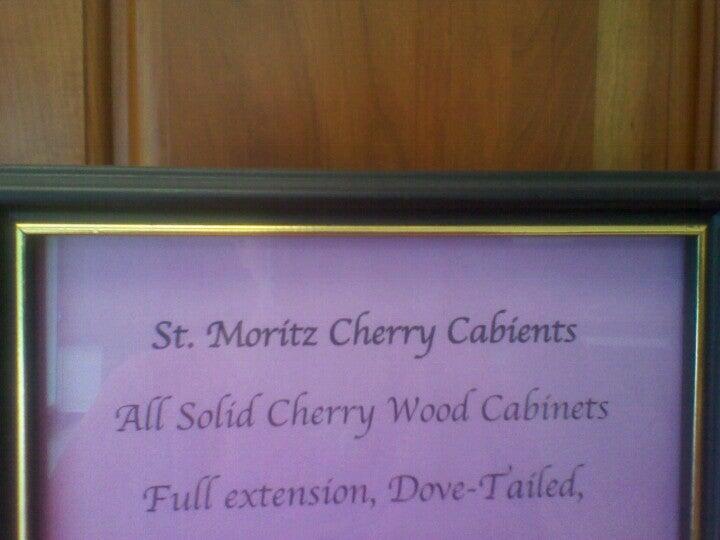 St. Moritz Cherry Cabients
All Solid Cherry Wood Cabinets
Full extension, Dove-Tailed,